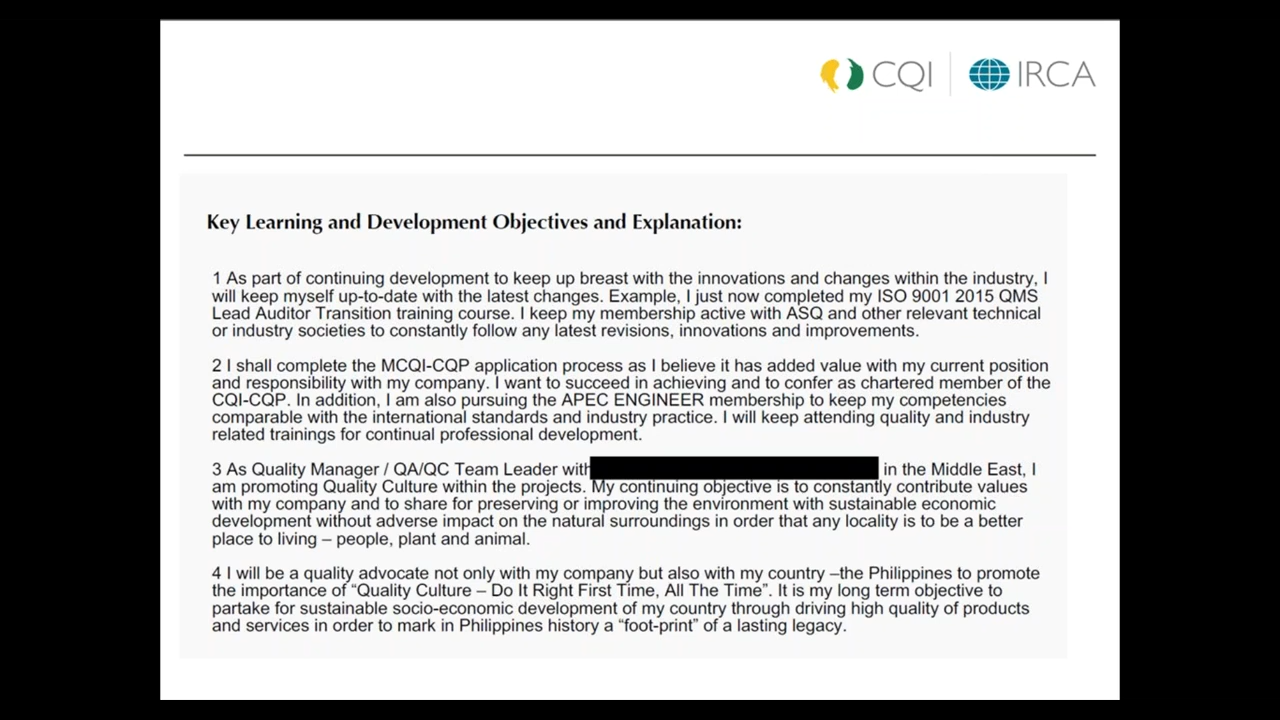 CQI IRCA
Key Learning and Development Objectives and Explanation:
1 As part of continuing development to keep up breast with the innovations and changes within the industry, I
will keep myself up-to-date with the latest changes. Example, I just now completed my ISO 9001 2015 QMS
Lead Auditor Transition training course. I keep my membership active with ASQ and other relevant technical
or industry societies to constantly follow any latest revisions, innovations and improvements.
2 I shall complete the MCQI-CQP application process as I believe it has added value with my current position
and responsibility with my company. I want to succeed in achieving and to confer as chartered member of the
CQI-CQP. In addition, I am also pursuing the APEC ENGINEER membership to keep my competencies
comparable with the international standards and industry practice. I will keep attending quality and industry
related trainings for continual professional development.
3 As Quality Manager / QA/QC Team Leader with in the Middle East, I
am promoting Quality Culture within the projects. My continuing objective is to constantly contribute values
with my company and to share for preserving or improving the environment with sustainable economic
development without adverse impact on the natural surroundings in order that any locality is to be a better
place to living – people, plant and animal.
4 I will be a quality advocate not only with my company but also with my country –the Philippines to promote
the importance of “Quality Culture – Do It Right First Time, All The Time”. It is my long term objective to
partake for sustainable socio-economic development of my country through driving high quality of products
and services in order to mark in Philippines history a “foot-print” of a lasting legacy.